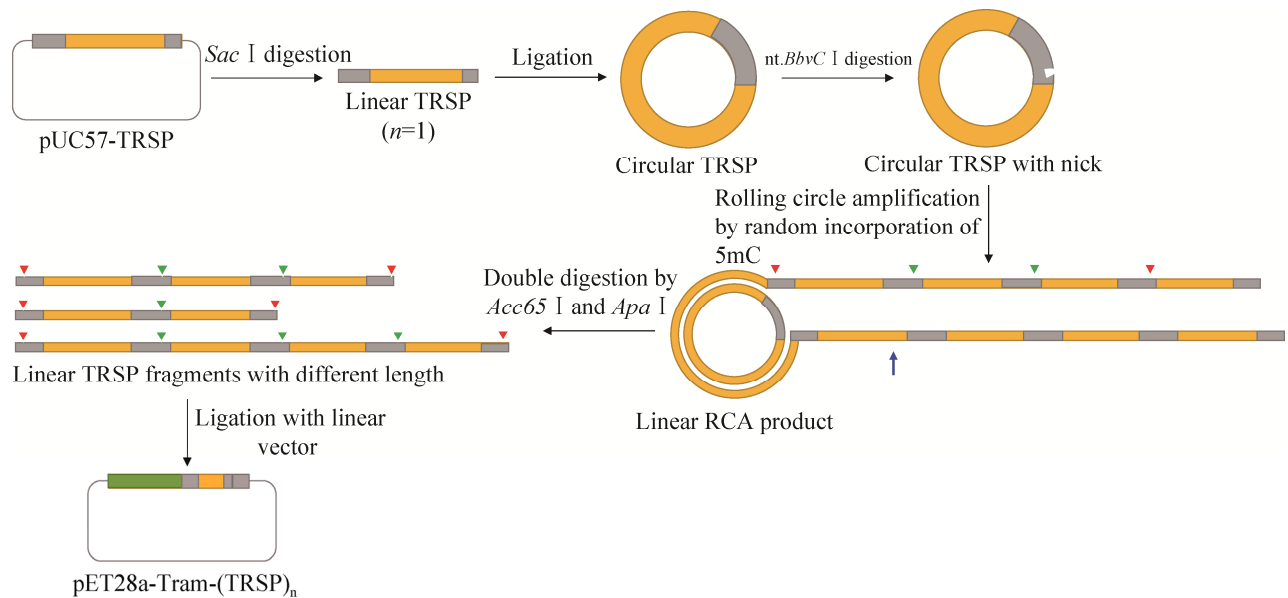 Sac Ⅰ digestion
Ligation
nt.BbvC Ⅰ digestion
Linear TRSP
(n=1)
pUC57-TRSP
Circular TRSP
Circular TRSP with nick
Rolling circle amplification
by random incorporation of
5mC
Double digestion by
Acc65 Ⅰ and Apa Ⅰ
Linear TRSP fragments with different length
Linear RCA product
Ligation with linear
vector
pET28a-Tram-(TRSP)n